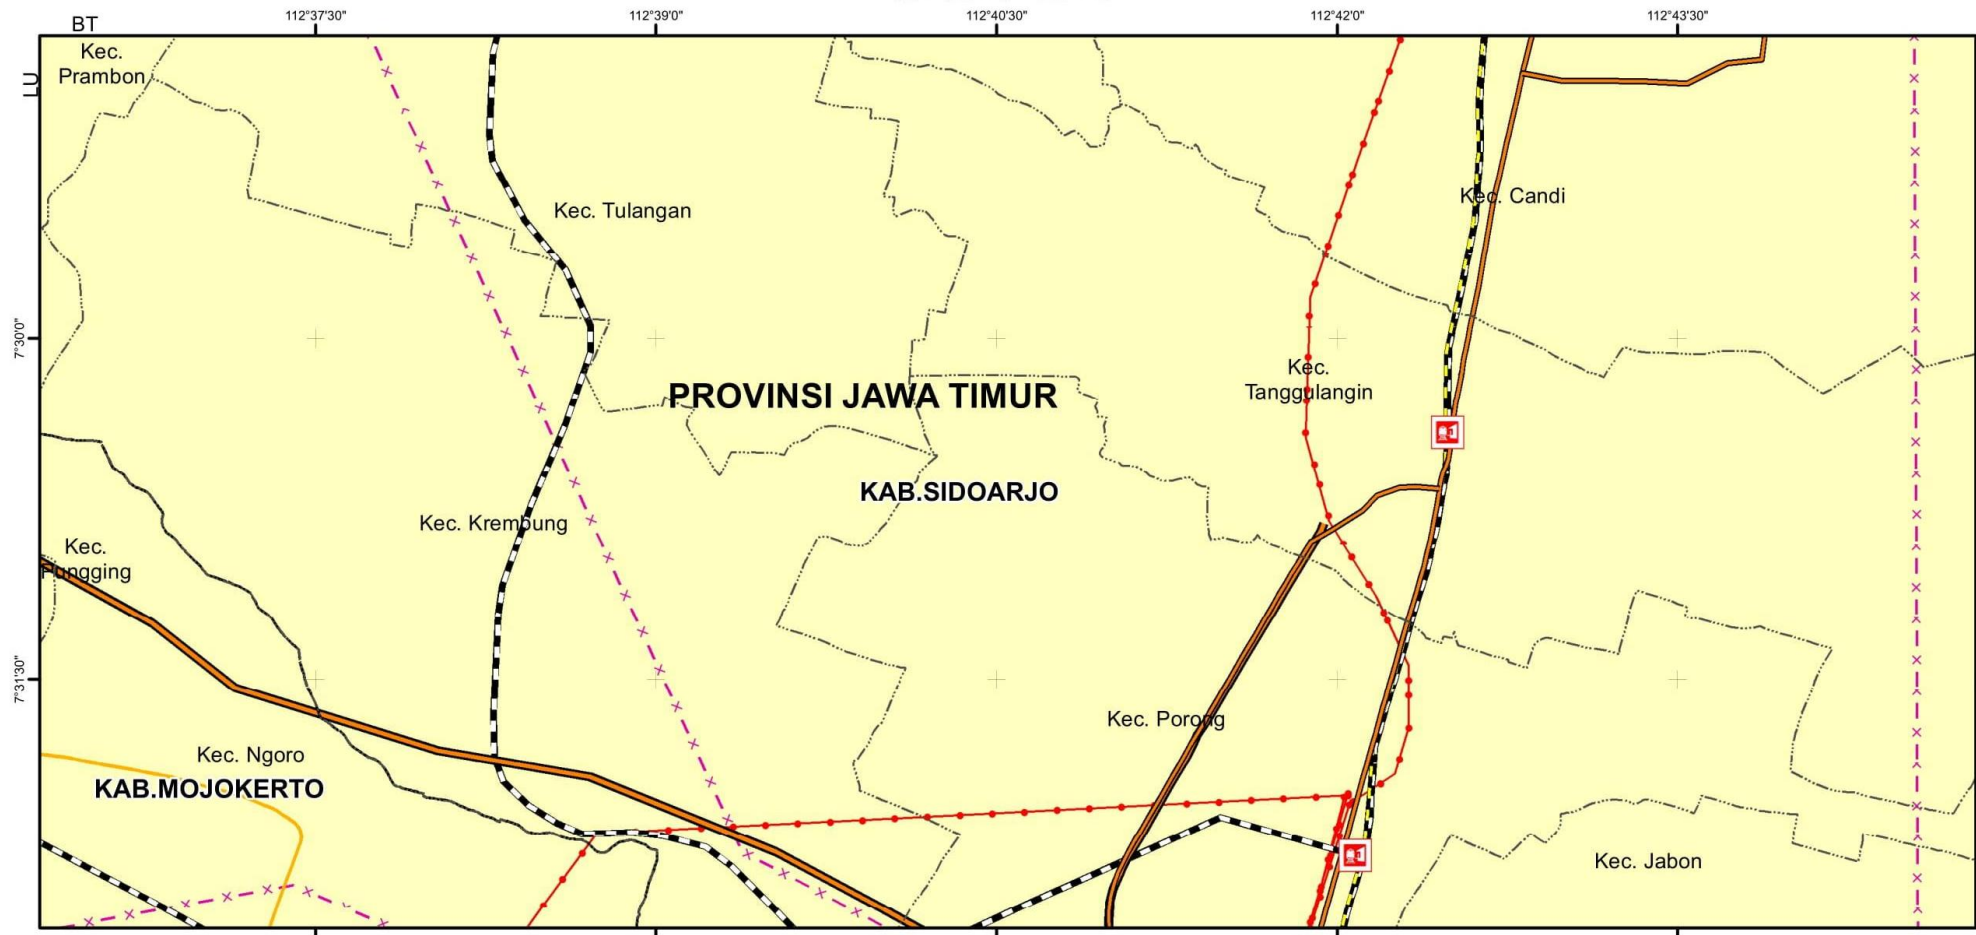 112°37'30"
112°39'0"
112°40'30"
112°42'0"
112°43'30"
BT
LU
Kec.
Prambon
Kec. Candi
Kec. Tulangan
7°30'0"
Kec.
Tanggulangin
PROVINSI JAWA TIMUR
KAB.SIDOARJO
Kec. Krembung
Kec.
Pungging
7°31'30"
Kec. Porong
Kec. Ngoro
KAB.MOJOKERTO
Kec. Jabon